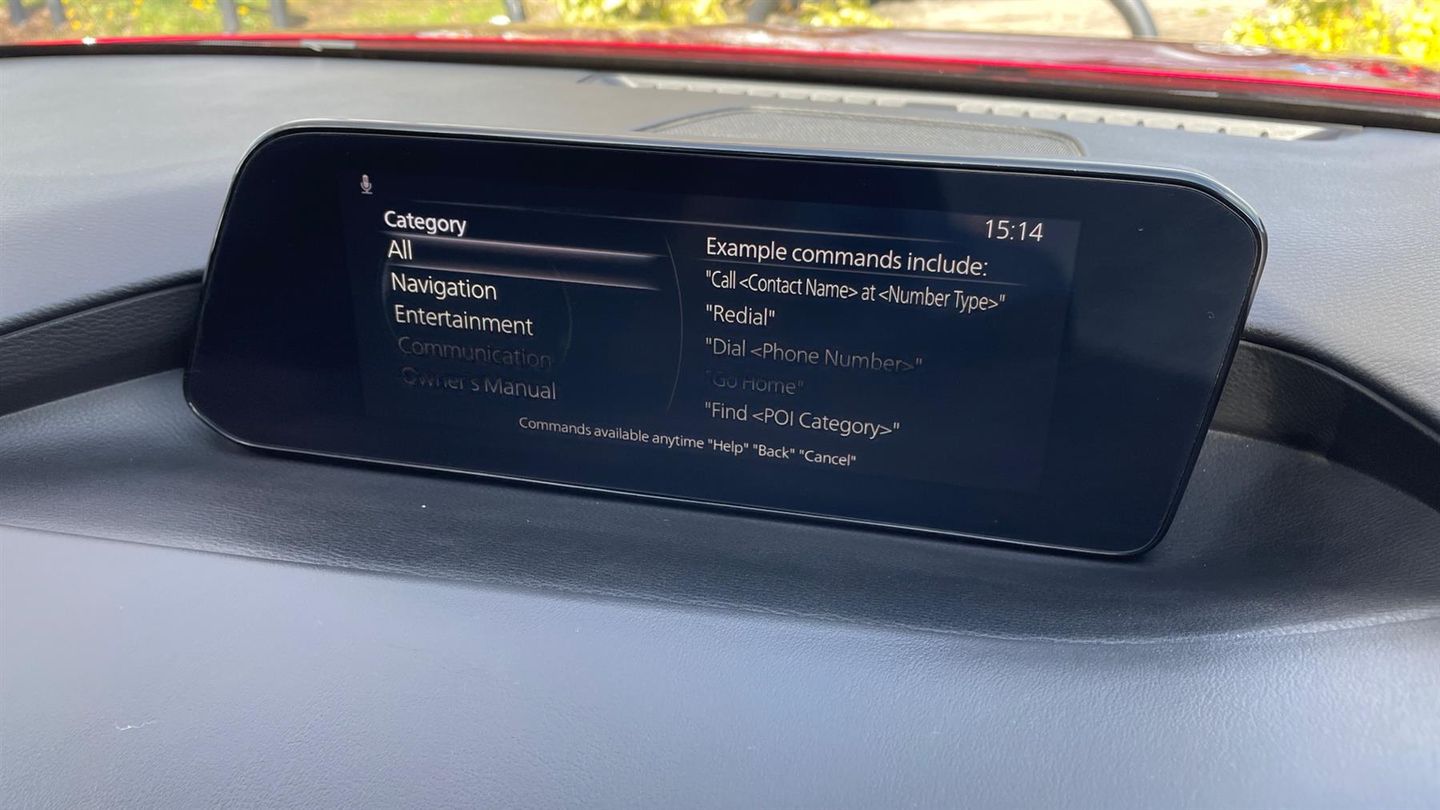 Category
All
Navigation
Entertainment
Communication
Owner's Manual
15:14
Example commands include:
"Call <Contact Name> at <Number Type>"
"Redial"
"Dial <Phone Number>"
"Go Home"
"Find <POI Category>"
Commands available anytime "Help" "Back" "Cancel"